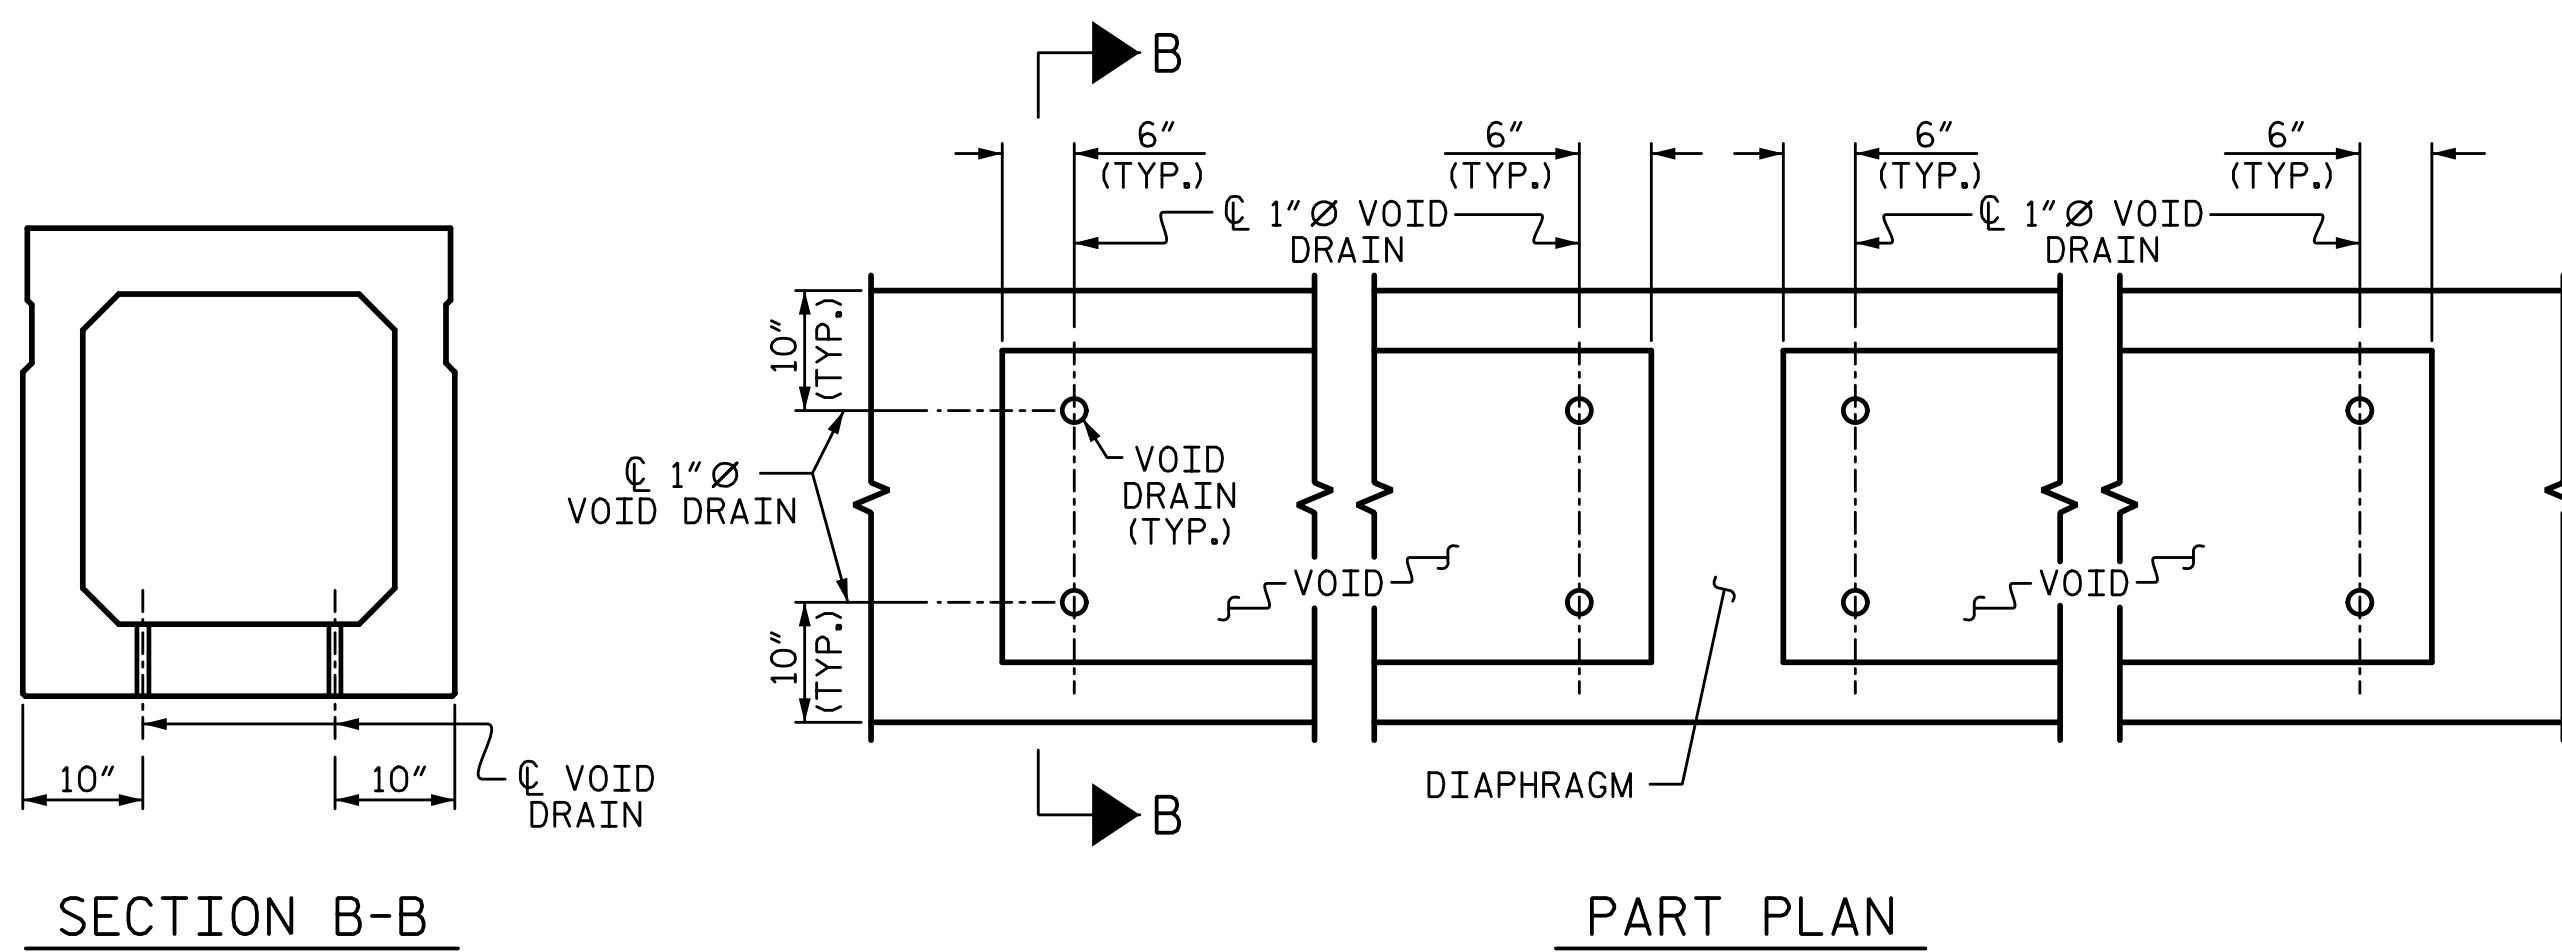 B
6" 6" 6" 6"
(TYP.) (TYP.) (TYP.) (TYP.)
℄ 1"Ø VOID
DRAIN
℄ 1"Ø VOID
DRAIN
10"
(TYP.)
℄ 1"Ø
VOID DRAIN
VOID
DRAIN
(TYP.)
VOID
VOID
10"
(TYP.)
DIAPHRAGM
10" 10"
℄ VOID
DRAIN
B
SECTION B-B
PART PLAN